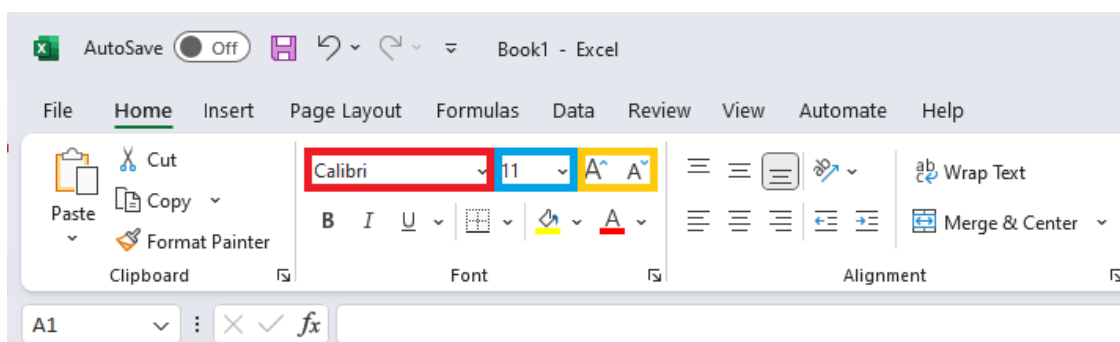 AutoSave Off Book1 - Excel
File Home Insert Page Layout Formulas Data Review View Automate Help
Paste
Cut
Copy
Format Painter
Clipboard
Calibri 11 A A
B I U A
Font
ab
c Wrap Text
Merge & Center
Alignment
A1 fx